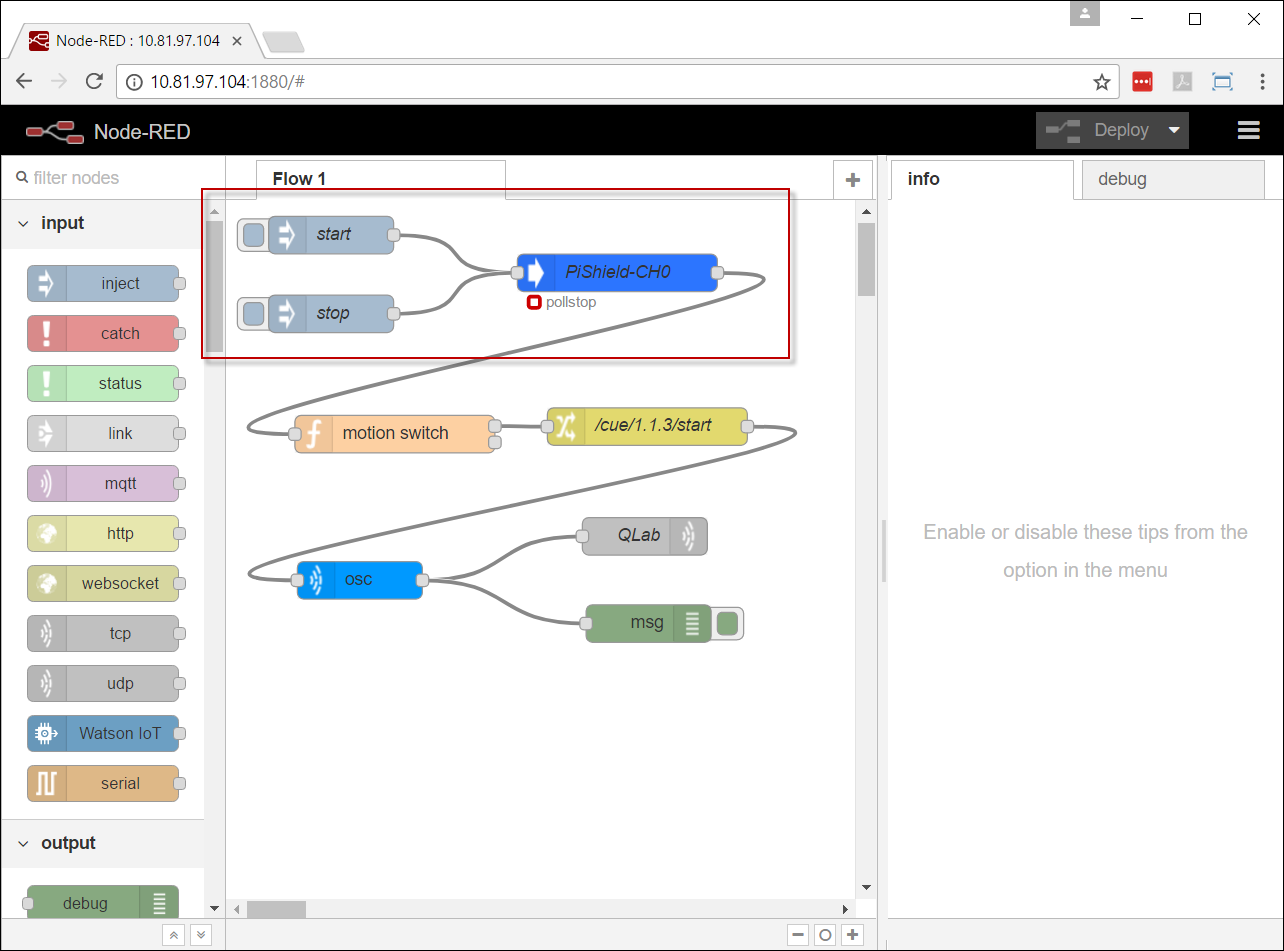 Node-RED : 10.81.97.104
10.81.97.104:1880/#
Node-RED
Deploy
filter nodes
Flow 1
info
debug
input
inject
catch
status
link
mqtt
http
websocket
tcp
udp
Watson IoT
serial
output
debug
start
PiShield-CH0
pollstop
stop
motion switch
/cue/1.1.3/start
QLab
osc
msg
Enable or disable these tips from the
option in the menu